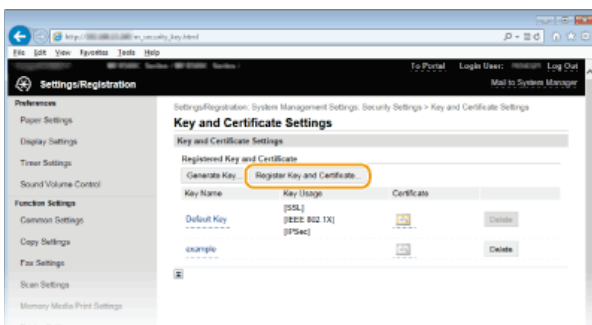 http://
m_security_key.html
File Edit View Favorites Tools Help
To Portal Login User: Log Out
Settings/Registration
Mail to System Manager
Preferences
Paper Settings
Display Settings
Timer Settings
Sound Volume Control
Function Settings
Common Settings
Copy Settings
Fax Settings
Scan Settings
Memory Media Print Settings
Settings/Registration: System Management Settings: Security Settings > Key and Certificate Settings
Key and Certificate Settings
Key and Certificate Settings
Registered Key and Certificate
Generate Key... Register Key and Certificate...
Key Name Key Usage Certificate
Default Key [SSL] Delete
[IEEE 802.1X]
[IPSec]
example Delete